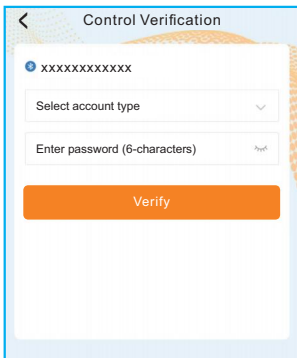 Control Verification
xxxxxxxxxxxx
Select account type
Enter password (6-characters)
Verify